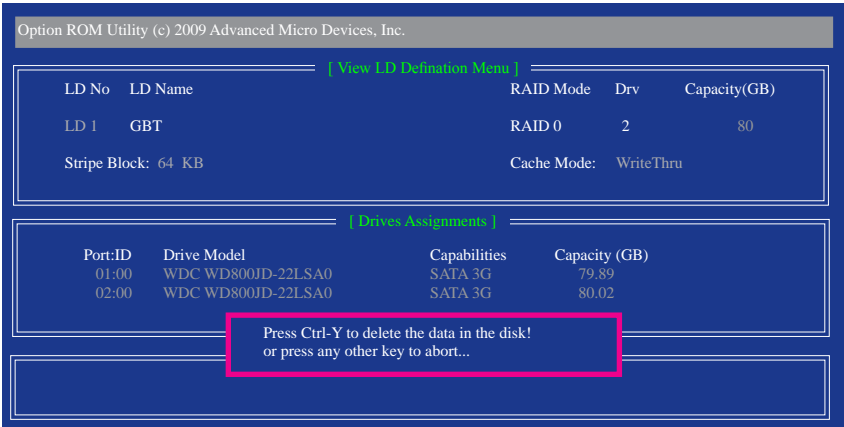 Option ROM Utility (c) 2009 Advanced Micro Devices, Inc.
[ View LD Defination Menu ]
LD No LD Name RAID Mode Drv Capacity(GB)
LD 1 GBT RAID 0 2 80
Stripe Block: 64 KB Cache Mode: WriteThru
[ Drives Assignments ]
Port:ID Drive Model Capabilities Capacity (GB)
01:00 WDC WD800JD-22LSA0 SATA 3G 79.89
02:00 WDC WD800JD-22LSA0 SATA 3G 80.02
Press Ctrl-Y to delete the data in the disk!
or press any other key to abort...